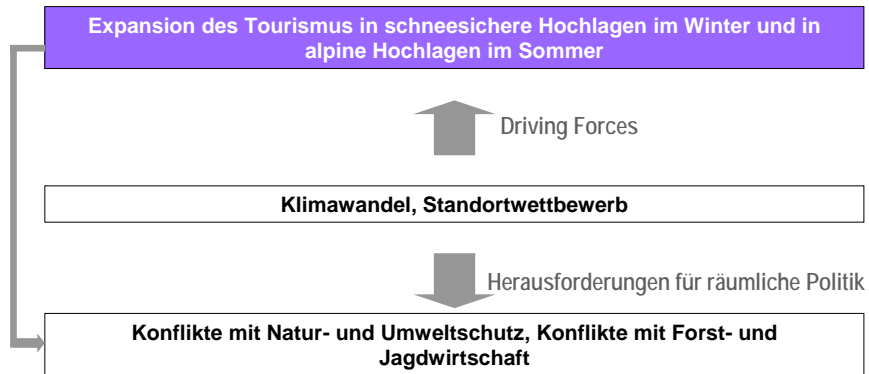 Expansion des Tourismus in schneesichere Hochlagen im Winter und in
alpine Hochlagen im Sommer
Driving Forces
Klimawandel, Standortwettbewerb
Herausforderungen für räumliche Politik
Konflikte mit Natur- und Umweltschutz, Konflikte mit Forst- und
Jagdwirtschaft